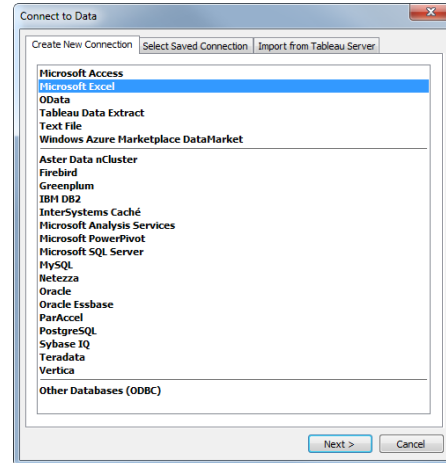 Connect to Data
Create New Connection Select Saved Connection Import from Tableau Server
Microsoft Access
Microsoft Excel
OData
Tableau Data Extract
Text File
Windows Azure Marketplace DataMarket
Aster Data nCluster
Firebird
Greenplum
IBM DB2
InterSystems Caché
Microsoft Analysis Services
Microsoft PowerPivot
Microsoft SQL Server
MySQL
Netezza
Oracle
Oracle Essbase
ParAccel
PostgreSQL
Sybase IQ
Teradata
Vertica
Other Databases (ODBC)
Next > Cancel